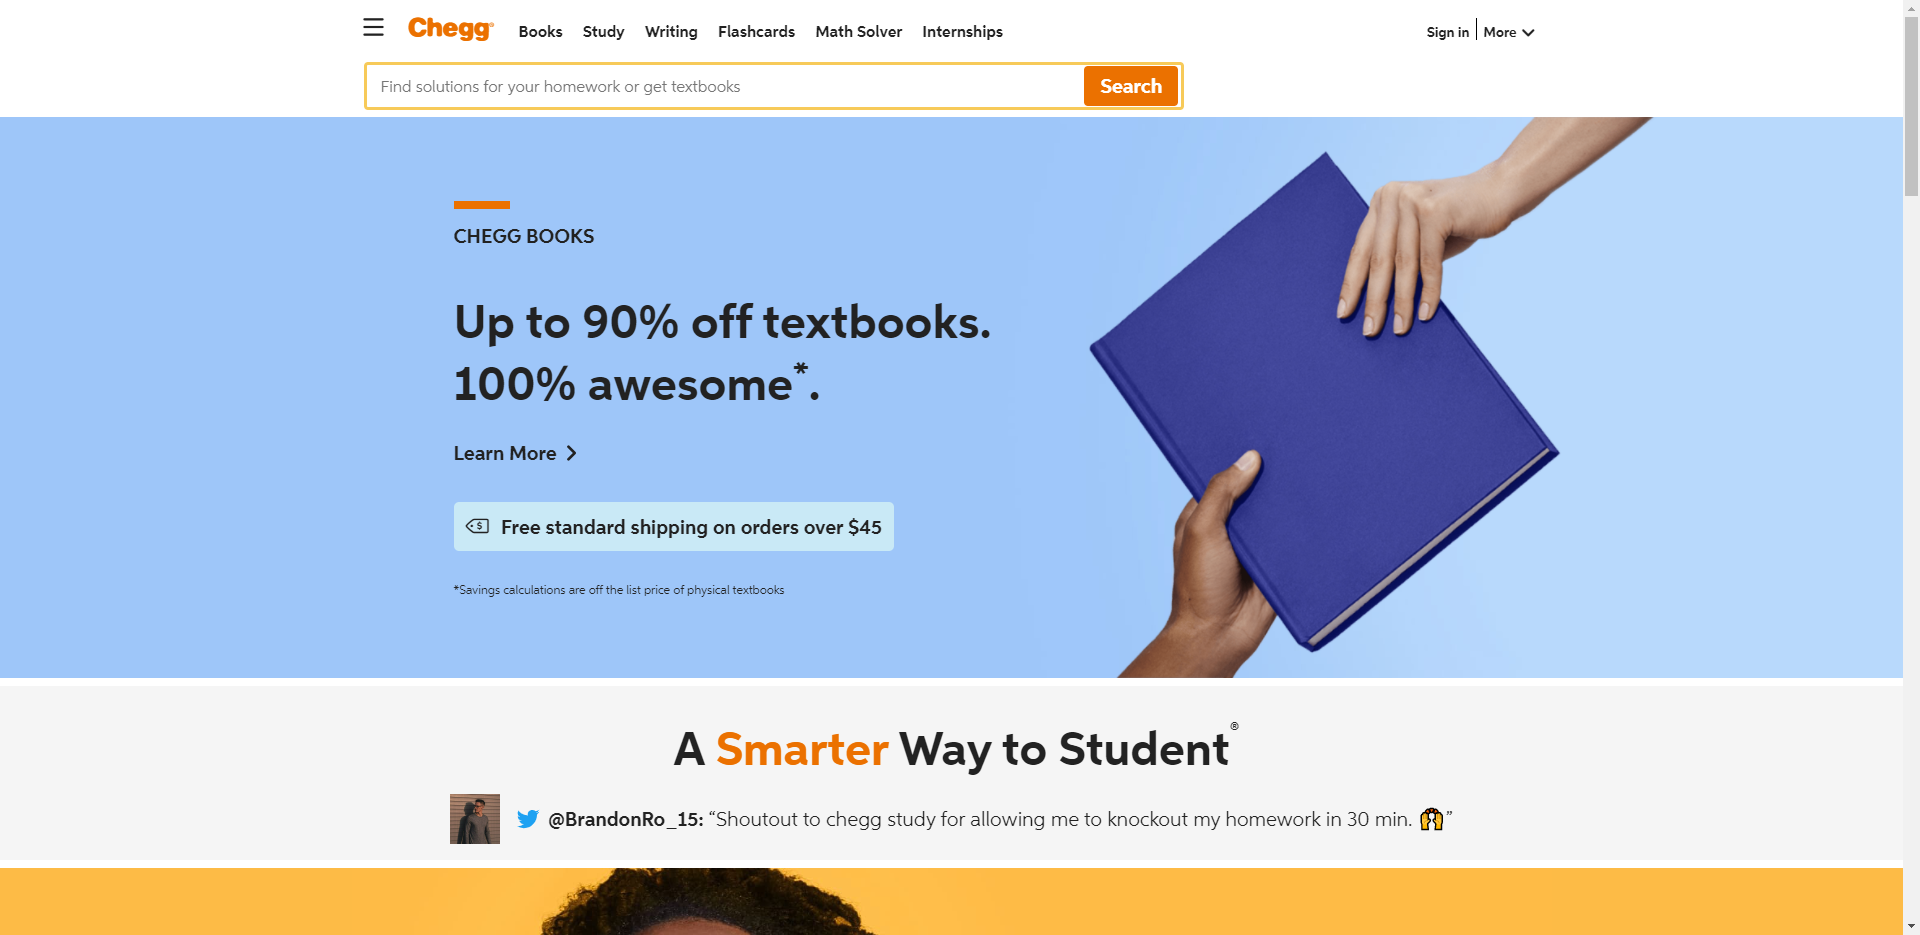 Chegg®
Books Study Writing Flashcards Math Solver Internships
Sign in More
Find solutions for your homework or get textbooks
Search
CHEGG BOOKS
Up to 90% off textbooks.
100% awesome*.
Learn More
$ Free standard shipping on orders over $45
*Savings calculations are off the list price of physical textbooks
A Smarter Way to Student®
@BrandonRo_15: “Shoutout to chegg study for allowing me to knockout my homework in 30 min. 🙌”